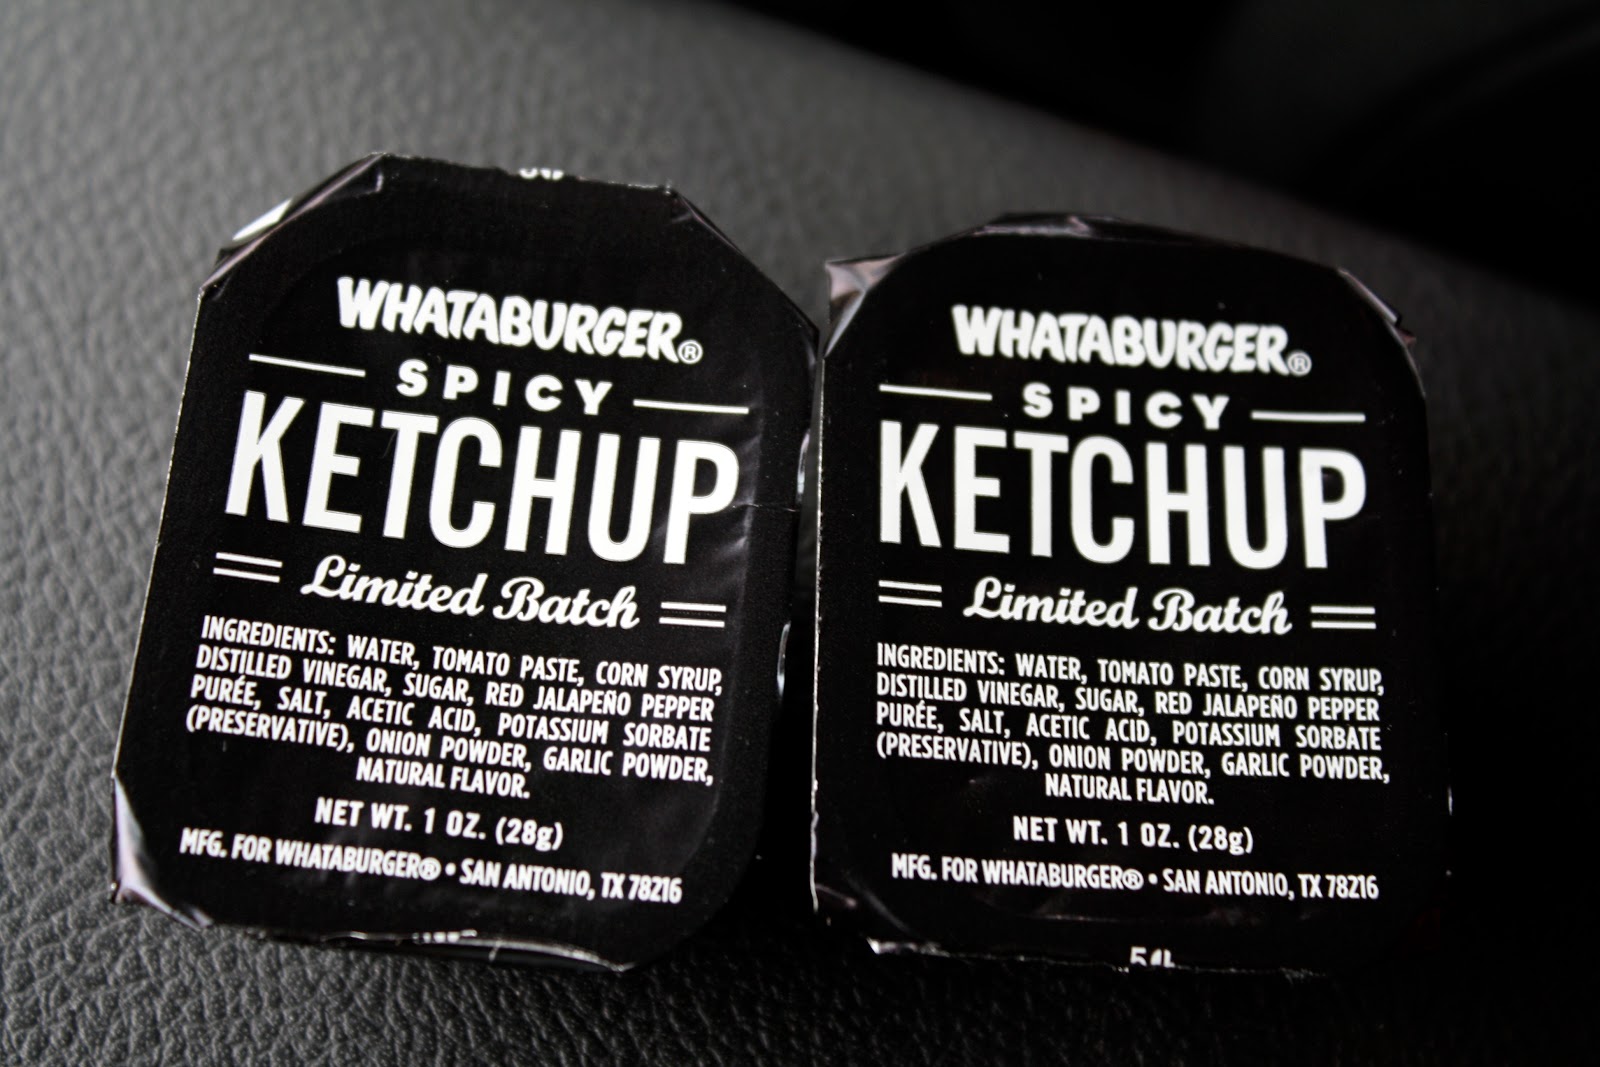 WHATABURGER®
SPICY
KETCHUP
Limited Batch
INGREDIENTS: WATER, TOMATO PASTE, CORN SYRUP,
DISTILLED VINEGAR, SUGAR, RED JALAPEÑO PEPPER
PURÉE, SALT, ACETIC ACID, POTASSIUM SORBATE
(PRESERVATIVE), ONION POWDER, GARLIC POWDER,
NATURAL FLAVOR.
NET WT. 1 OZ. (28g)
MFG. FOR WHATABURGER® • SAN ANTONIO, TX 78216
WHATABURGER®
SPICY
KETCHUP
Limited Batch
INGREDIENTS: WATER, TOMATO PASTE, CORN SYRUP,
DISTILLED VINEGAR, SUGAR, RED JALAPEÑO PEPPER
PURÉE, SALT, ACETIC ACID, POTASSIUM SORBATE
(PRESERVATIVE), ONION POWDER, GARLIC POWDER,
NATURAL FLAVOR.
NET WT. 1 OZ. (28g)
MFG. FOR WHATABURGER® • SAN ANTONIO, TX 78216